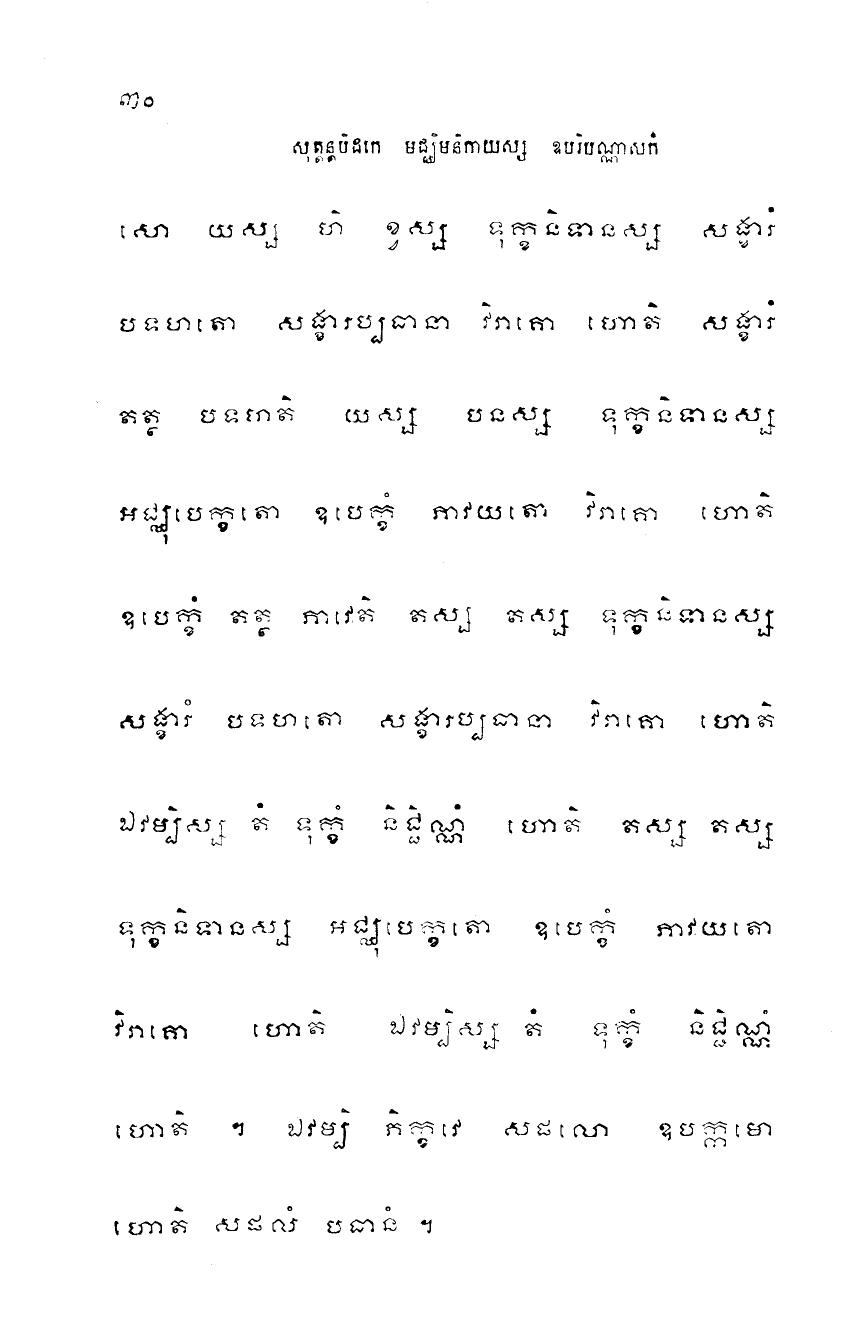 ៣០
សុត្តន្តបិដកេ មជ្ឈិមនិកាយស្ស ឧបរិបណ្ណាសកំ
សោ យស្ស ហិ ខ្វស្ស ទុក្ខនិទានស្ស សង្ខារំ
បទហតោ សង្ខារប្បធានា វិរាគោ ហោតិ សង្ខារំ
តត្ថ បទហតិ យស្ស បនស្ស ទុក្ខនិទានស្ស
អជ្ឈុបេក្ខតោ ឧបេក្ខំ ភាវយតោ វិរាគោ ហោតិ
ឧបេក្ខំ តត្ថ ភាវេតិ តស្ស តស្ស ទុក្ខនិទានស្ស
សង្ខារំ បទហតោ សង្ខារប្បធានា វិរាគោ ហោតិ
ឯវម្បិស្ស តំ ទុក្ខំ និជ្ជិណ្ណំ ហោតិ តស្ស តស្ស
ទុក្ខនិទានស្ស អជ្ឈុបេក្ខតោ ឧបេក្ខំ ភាវយតោ
វិរាគោ ហោតិ ឯវម្បិស្ស តំ ទុក្ខំ និជ្ជិណ្ណំ
ហោតិ ។ ឯវម្បិ ភិក្ខវេ សផលោ ឧបក្កមោ
ហោតិ សផលំ បធានំ ។